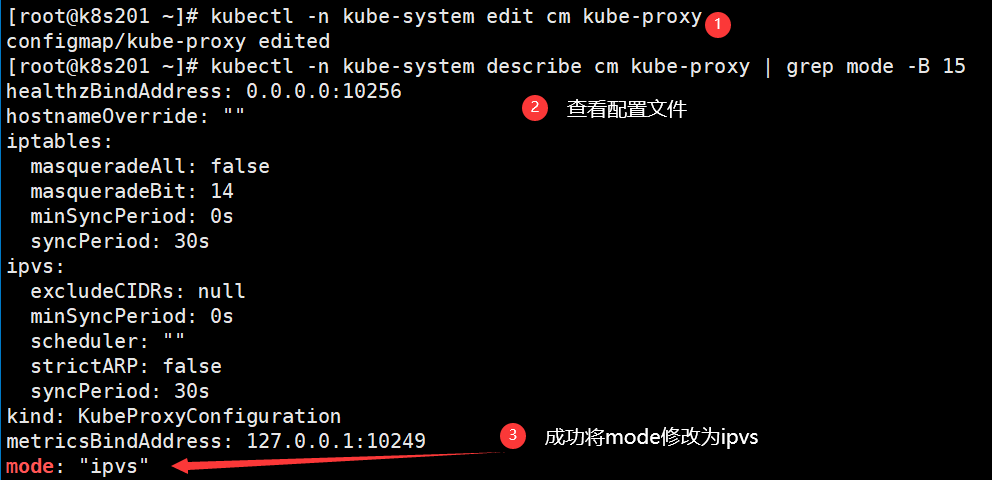 [root@k8s201 ~]# kubectl -n kube-system edit cm kube-proxy
1
configmap/kube-proxy edited
[root@k8s201 ~]# kubectl -n kube-system describe cm kube-proxy | grep mode -B 15
healthzBindAddress: 0.0.0.0:10256
2 查看配置文件
hostnameOverride: ""
iptables:
  masqueradeAll: false
  masqueradeBit: 14
  minSyncPeriod: 0s
  syncPeriod: 30s
ipvs:
  excludeCIDRs: null
  minSyncPeriod: 0s
  scheduler: ""
  strictARP: false
  syncPeriod: 30s
kind: KubeProxyConfiguration
metricsBindAddress: 127.0.0.1:10249
3 成功将mode修改为ipvs
mode: "ipvs"